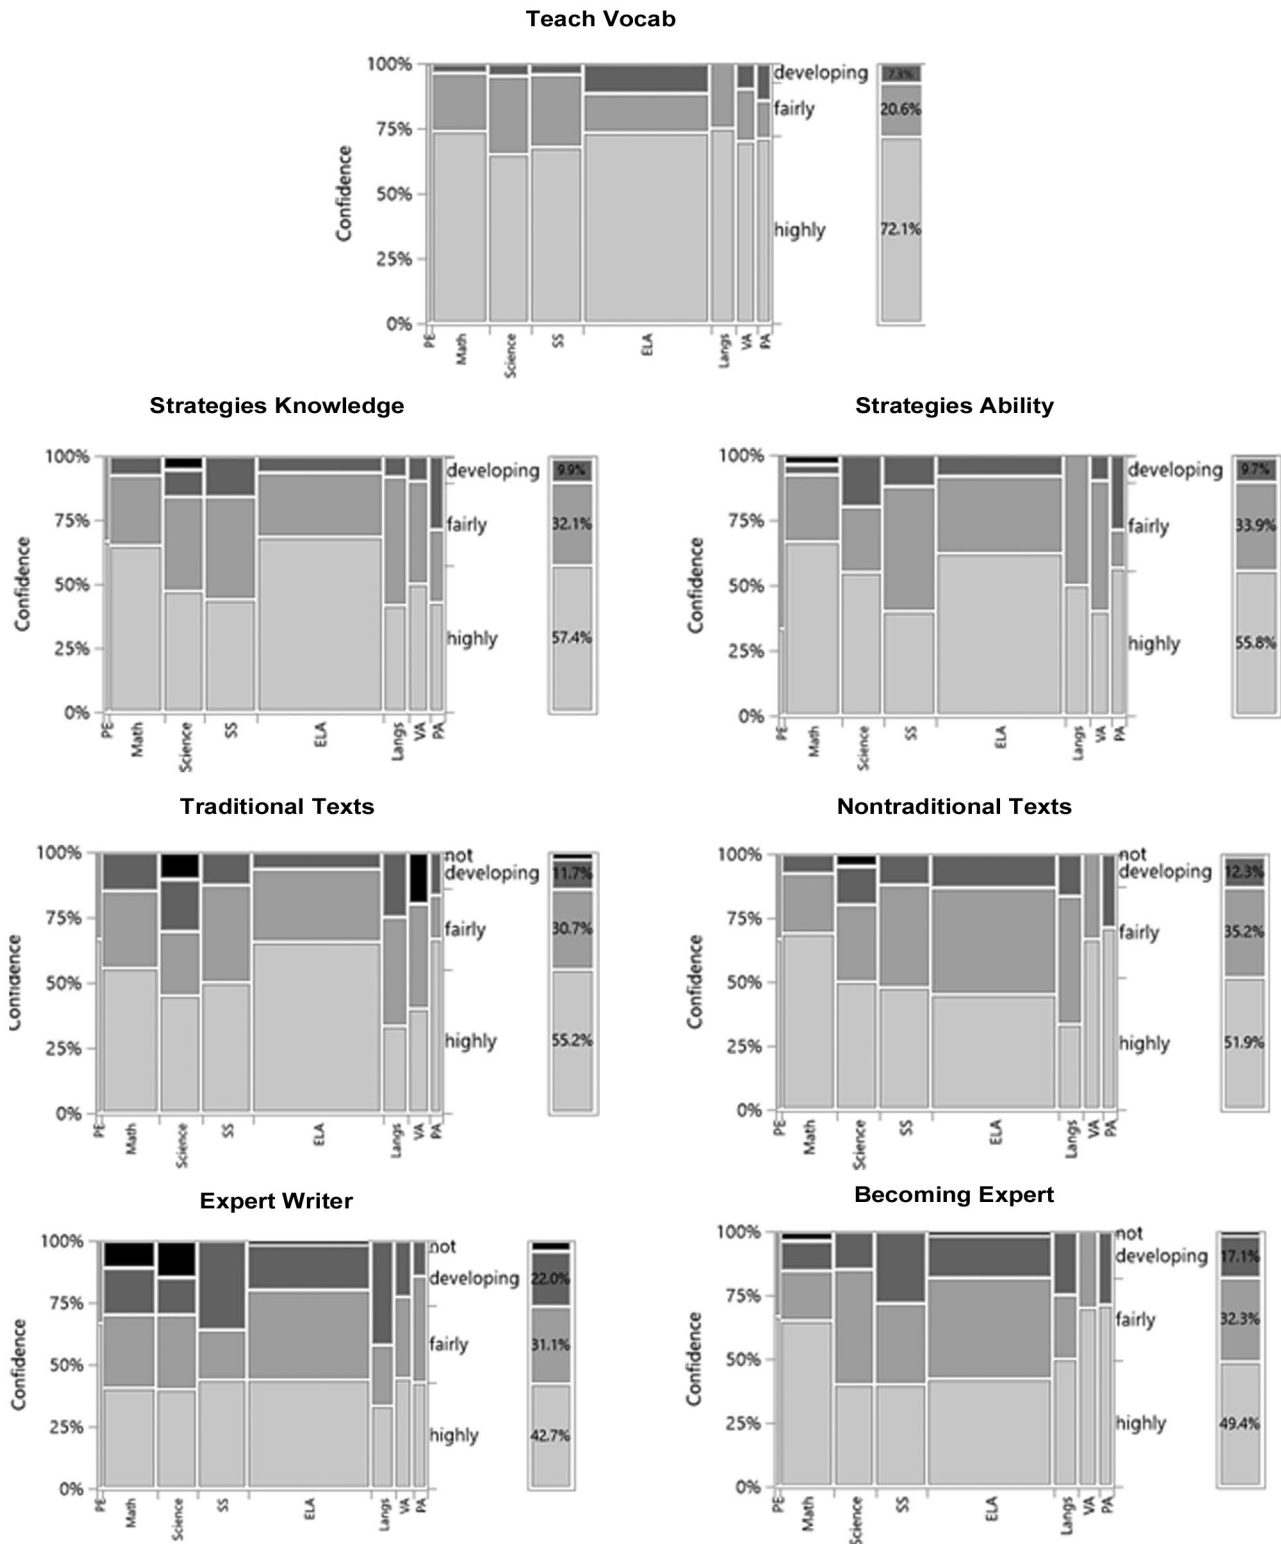 Teach Vocab
Confidence
100%
75%
50%
25%
0%
developing
fairly
highly
7.3%
20.6%
72.1%
PE
Math
Science
SS
ELA
Langs
VA
PA
Strategies Knowledge
Confidence
100%
75%
50%
25%
0%
developing
fairly
highly
9.9%
32.1%
57.4%
PE
Math
Science
SS
ELA
Langs
VA
PA
Strategies Ability
Confidence
100%
75%
50%
25%
0%
developing
fairly
highly
9.7%
33.9%
55.8%
PE
Math
Science
SS
ELA
Langs
VA
PA
Traditional Texts
Confidence
100%
75%
50%
25%
0%
not
developing
fairly
highly
11.7%
30.7%
55.2%
PE
Math
Science
SS
ELA
Langs
VA
PA
Nontraditional Texts
Confidence
100%
75%
50%
25%
0%
not
developing
fairly
highly
12.3%
35.2%
51.9%
PE
Math
Science
SS
ELA
Langs
VA
PA
Expert Writer
Confidence
100%
75%
50%
25%
0%
not
developing
fairly
highly
22.0%
31.1%
42.7%
PE
Math
Science
SS
ELA
Langs
VA
PA
Becoming Expert
Confidence
100%
75%
50%
25%
0%
not
developing
fairly
highly
17.1%
32.3%
49.4%
PE
Math
Science
SS
ELA
Langs
VA
PA